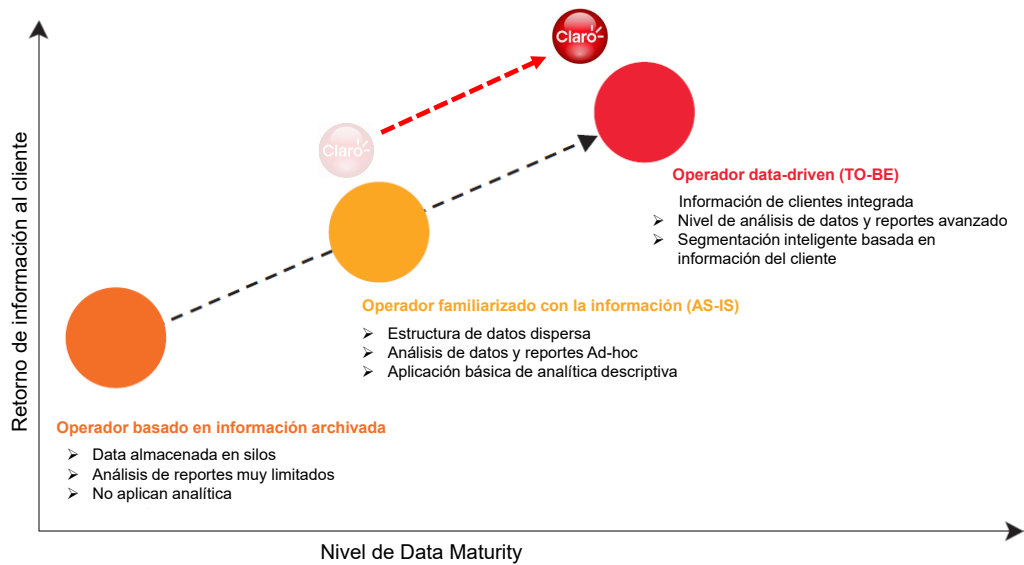 Claro
Claro
Retorno de información al cliente
Operador data-driven (TO-BE)
Información de clientes integrada
Nivel de análisis de datos y reportes avanzado
Segmentación inteligente basada en
información del cliente
Operador familiarizado con la información (AS-IS)
Estructura de datos dispersa
Análisis de datos y reportes Ad-hoc
Aplicación básica de analítica descriptiva
Operador basado en información archivada
Data almacenada en silos
Análisis de reportes muy limitados
No aplican analítica
Nivel de Data Maturity